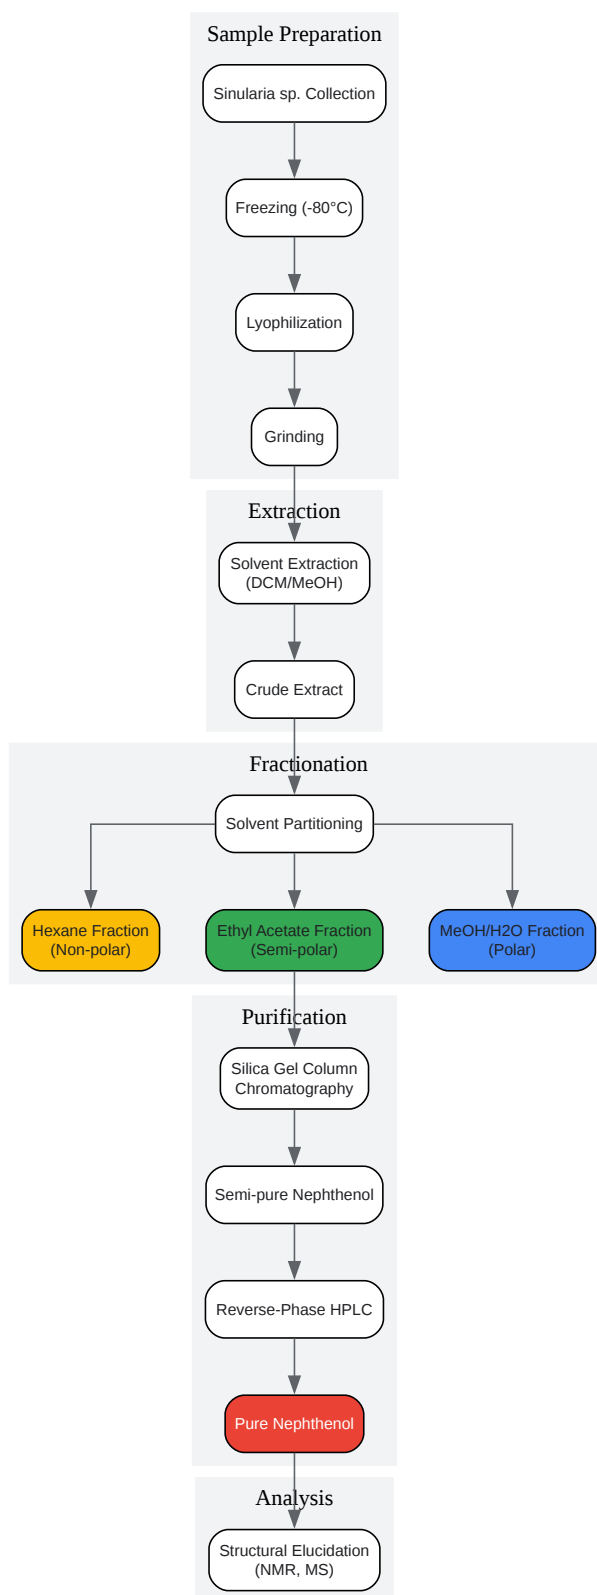 Sample Preparation
Sinularia sp. Collection
Freezing (-80°C)
Lyophilization
Grinding
Extraction
Solvent Extraction
(DCM/MeOH)
Crude Extract
Fractionation
Solvent Partitioning
Hexane Fraction
(Non-polar)
Ethyl Acetate Fraction
(Semi-polar)
MeOH/H2O Fraction
(Polar)
Purification
Silica Gel Column
Chromatography
Semi-pure Nephthenol
Reverse-Phase HPLC
Pure Nephthenol
Analysis
Structural Elucidation
(NMR, MS)